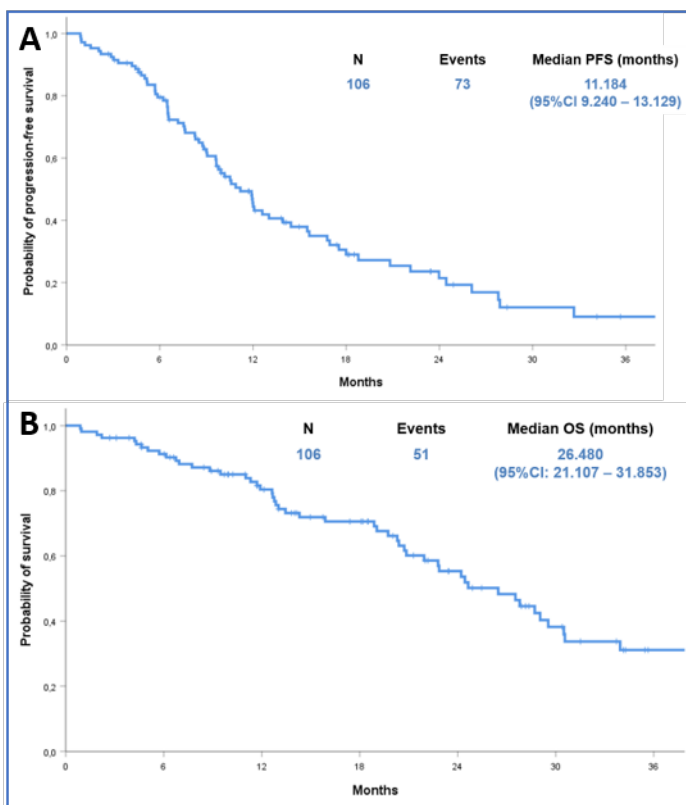 A
N Events Median PFS (months)
106 73 11.184
(95%CI 9.240 – 13.129)
Probability of progression-free survival
1,0
0,8
0,6
0,4
0,2
0,0
0 6 12 18 24 30 36
Months
B
N Events Median OS (months)
106 51 26.480
(95%CI: 21.107 – 31.853)
Probability of survival
1,0
0,8
0,6
0,4
0,2
0,0
0 6 12 18 24 30 36
Months